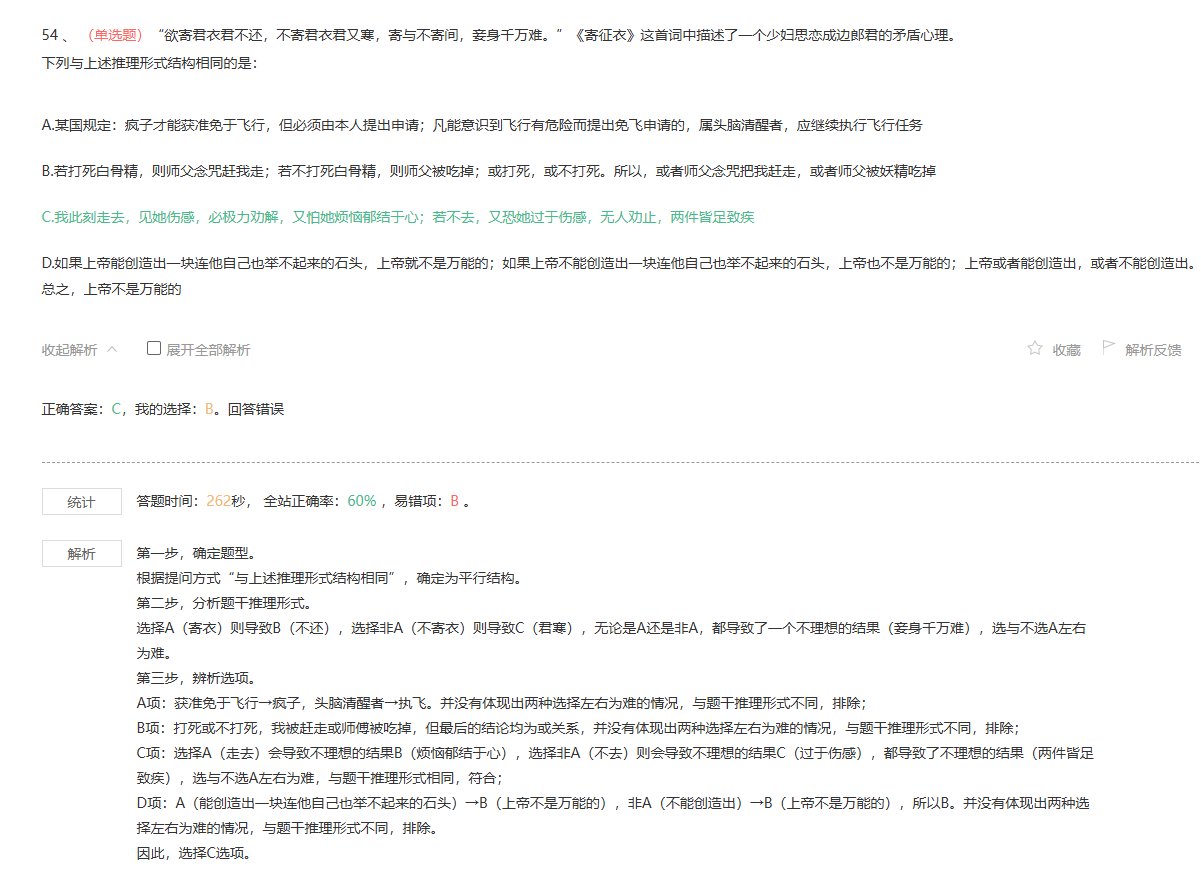 54 、 （单选题） “欲寄君衣君不还，不寄君衣君又寒，寄与不寄间，妾身千万难。”《寄征衣》这首词中描述了一个少妇思恋戍边郎君的矛盾心理。
下列与上述推理形式结构相同的是：
A.某国规定：疯子才能获准免于飞行，但必须由本人提出申请；凡能意识到飞行有危险而提出免飞申请的，属头脑清醒者，应继续执行飞行任务
B.若打死白骨精，则师父念咒赶我走；若不打死白骨精，则师父被吃掉；或打死，或不打死。所以，或者师父念咒把我赶走，或者师父被妖精吃掉
C.我此刻走去，见她伤感，必极力劝解，又怕她烦恼郁结于心；若不去，又恐她过于伤感，无人劝止，两件皆足致疾
D.如果上帝能创造出一块连他自己也举不起来的石头，上帝就不是万能的；如果上帝不能创造出一块连他自己也举不起来的石头，上帝也不是万能的；上帝或者能创造出，或者不能创造出。
总之，上帝不是万能的
收起解析 展开全部解析 收藏 解析反馈
正确答案：C，我的选择：B。回答错误
统计 答题时间：262秒， 全站正确率：60% ，易错项：B 。
解析 第一步，确定题型。
根据提问方式“与上述推理形式结构相同”，确定为平行结构。
第二步，分析题干推理形式。
选择A（寄衣）则导致B（不还），选择非A（不寄衣）则导致C（君寒），无论是A还是非A，都导致了一个不理想的结果（妾身千万难），选与不选A左右
为难。
第三步，辨析选项。
A项：获准免于飞行→疯子，头脑清醒者→执飞。并没有体现出两种选择左右为难的情况，与题干推理形式不同，排除；
B项：打死或不打死，我被赶走或师傅被吃掉，但最后的结论均为或关系，并没有体现出两种选择左右为难的情况，与题干推理形式不同，排除；
C项：选择A（走去）会导致不理想的结果B（烦恼郁结于心），选择非A（不去）则会导致不理想的结果C（过于伤感），都导致了不理想的结果（两件皆足
致疾），选与不选A左右为难，与题干推理形式相同，符合；
D项：A（能创造出一块连他自己也举不起来的石头）→B（上帝不是万能的），非A（不能创造出）→B（上帝不是万能的），所以B。并没有体现出两种选
择左右为难的情况，与题干推理形式不同，排除。
因此，选择C选项。